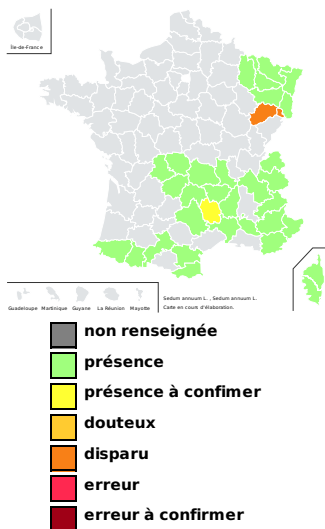 Île-de-France
Guadeloupe Martinique Guyane La Réunion Mayotte
Sedum annuum L. , Sedum annuum L.
Carte en cours d'élaboration.
non renseignée
présence
présence à confimer
douteux
disparu
erreur
erreur à confirmer